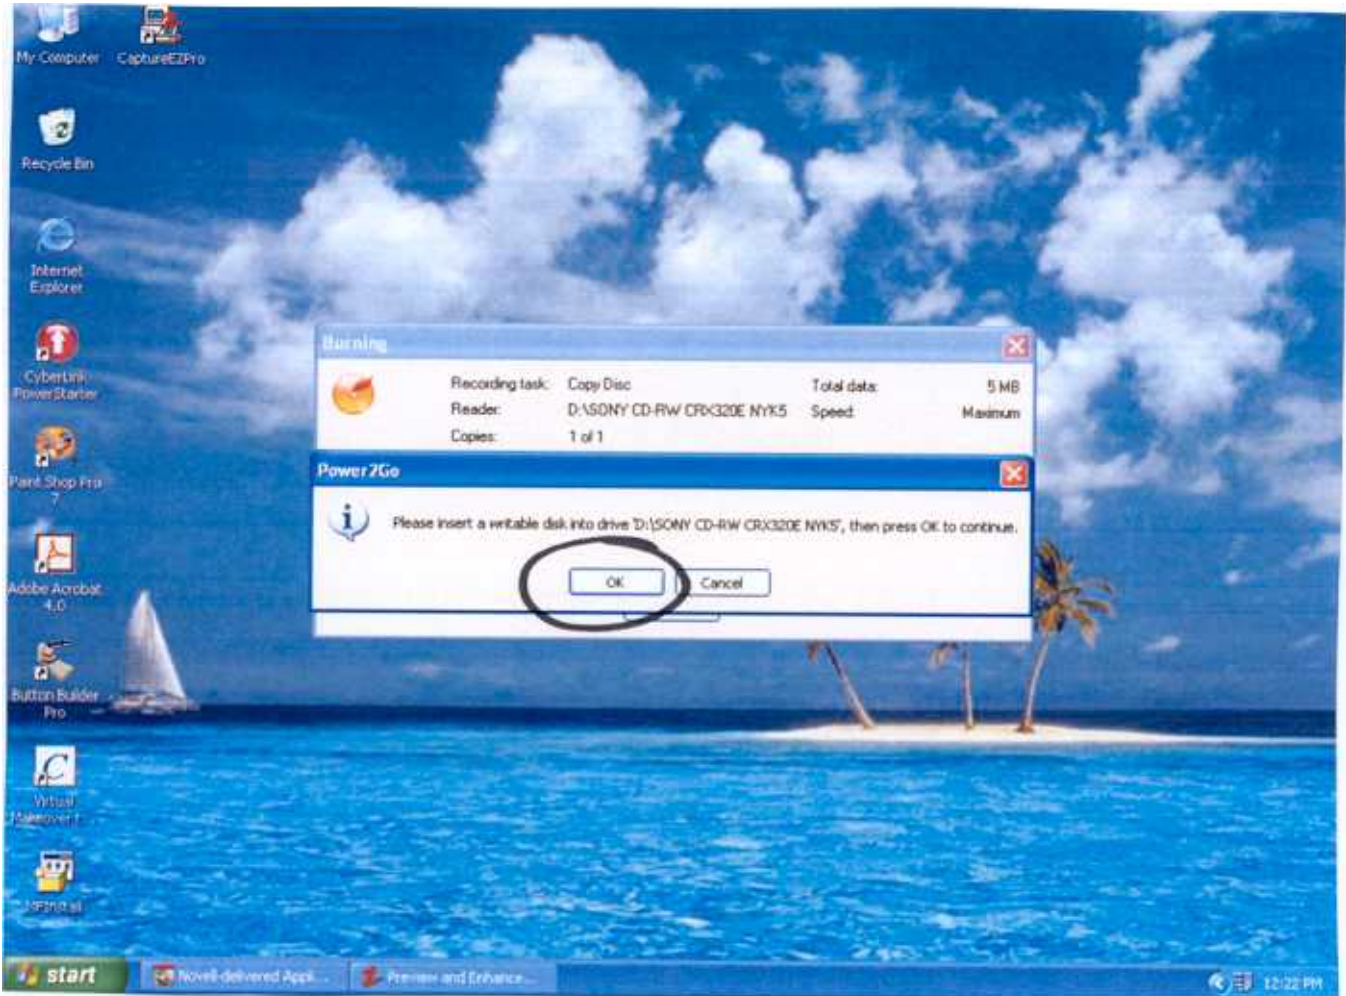 My Computer
CaptureEZPro
Recycle Bin
Internet
Explorer
CyberLink
PowerStarter
Paint Shop Pro
7
Adobe Acrobat
4.0
Button Builder
Pro
Virtual
Makeover
Burning
Recording task: Copy Disc Total data: 5 MB
Reader: D:\SONY CD-RW CRX320E NYK5 Speed: Maximum
Copies: 1 of 1
Power2Go
Please insert a writable disk into drive 'D:\SONY CD-RW CRX320E NYK5', then press OK to continue.
OK Cancel
start Novell-delivered Appli... Preview and Enhance... 12:22 PM